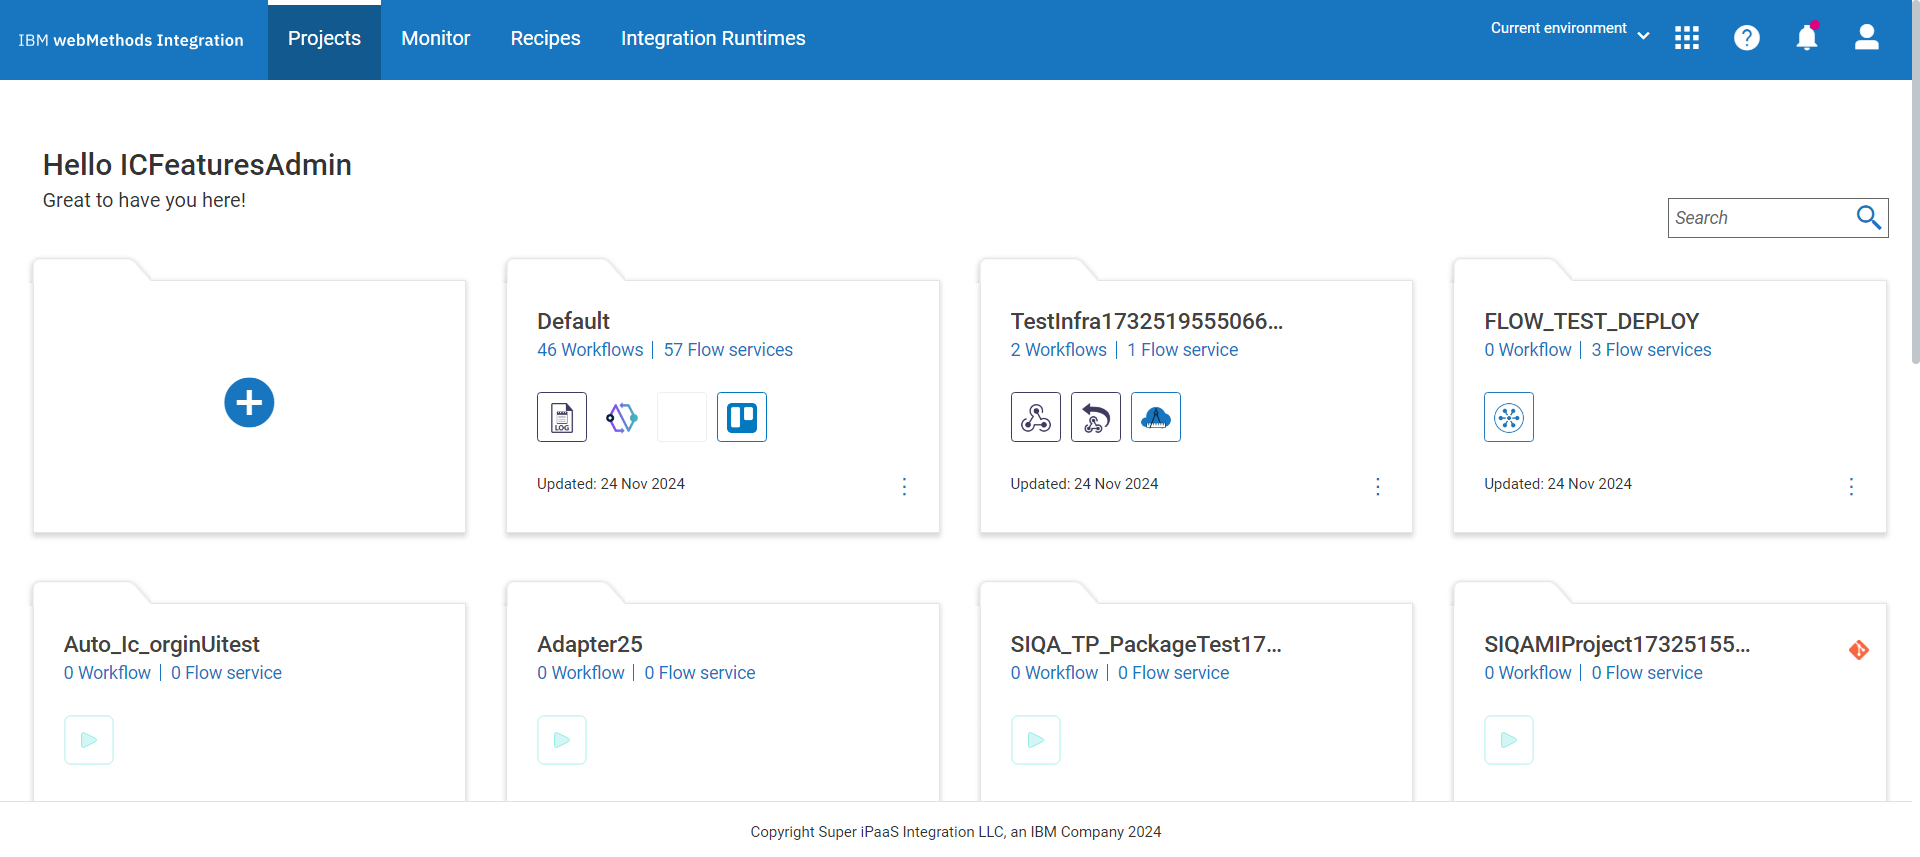 IBM webMethods Integration
Projects
Monitor
Recipes
Integration Runtimes
Current environment
Hello ICFeaturesAdmin
Great to have you here!
Search
Default
46 Workflows | 57 Flow services
LOG
Updated: 24 Nov 2024
TestInfra1732519555066...
2 Workflows | 1 Flow service
Updated: 24 Nov 2024
FLOW_TEST_DEPLOY
0 Workflow | 3 Flow services
Updated: 24 Nov 2024
Auto_Ic_orginUitest
0 Workflow | 0 Flow service
Adapter25
0 Workflow | 0 Flow service
SIQA_TP_PackageTest17...
0 Workflow | 0 Flow service
SIQAMIProject17325155...
0 Workflow | 0 Flow service
Copyright Super iPaaS Integration LLC, an IBM Company 2024